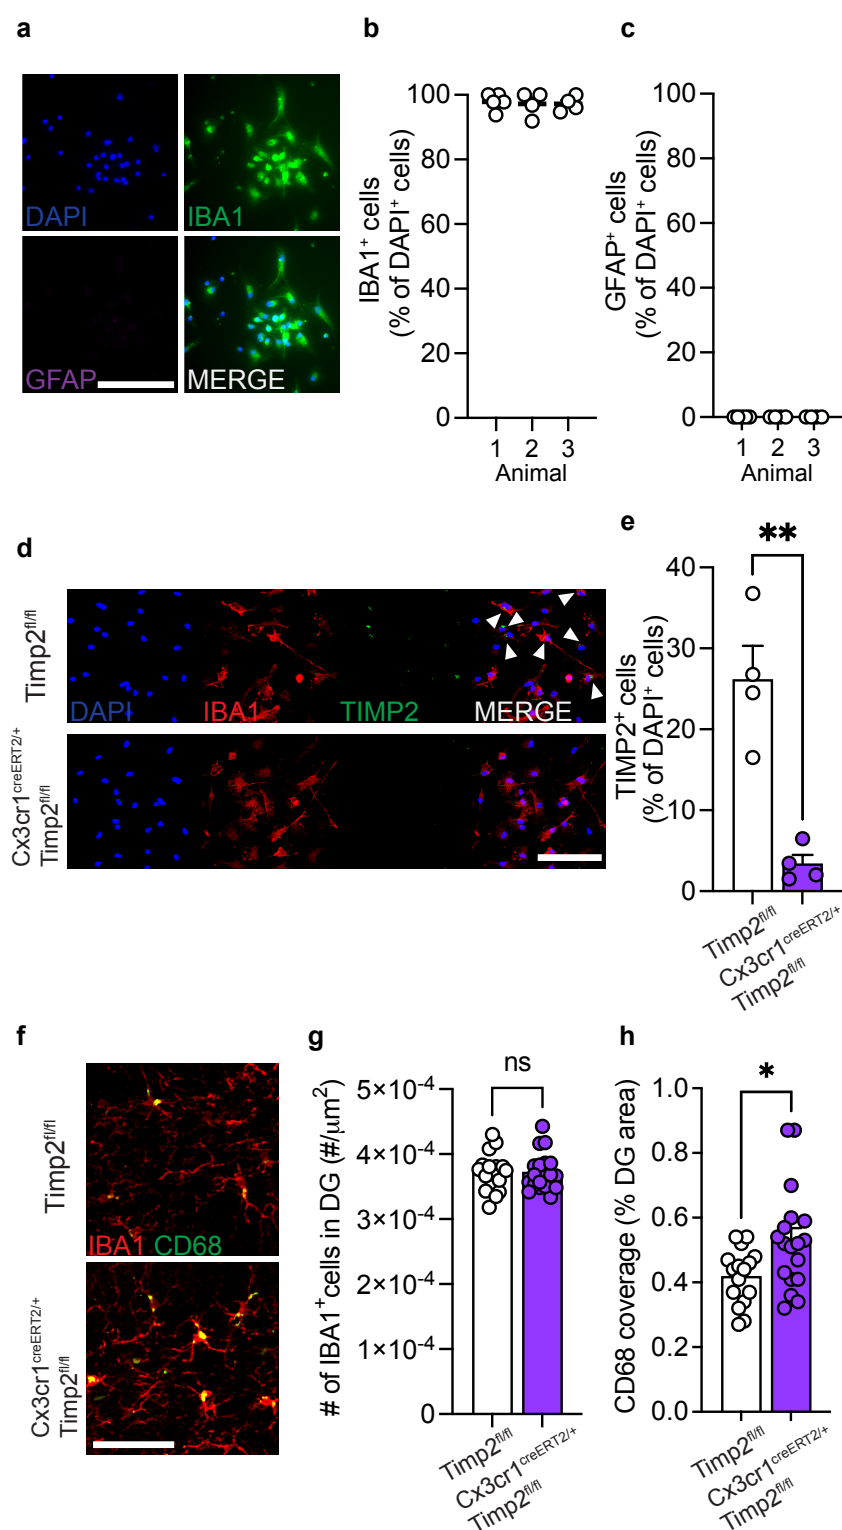 a
DAPI
IBA1
GFAP
MERGE
b
IBA1⁺ cells
(% of DAPI⁺ cells)
100
80
60
40
20
0
1 2 3
Animal
c
GFAP⁺ cells
(% of DAPI⁺ cells)
100
80
60
40
20
0
1 2 3
Animal
d
Timp2fl/fl
DAPI
IBA1
TIMP2
MERGE
Cx3cr1creERT2/+
Timp2fl/fl
e
**
TIMP2⁺ cells
(% of DAPI⁺ cells)
40
30
20
10
0
Timp2fl/fl
Cx3cr1creERT2/+
Timp2fl/fl
f
Timp2fl/fl
IBA1 CD68
Cx3cr1creERT2/+
Timp2fl/fl
g
ns
# of IBA1⁺cells in DG (#/μm²)
5×10⁻⁴
4×10⁻⁴
3×10⁻⁴
2×10⁻⁴
1×10⁻⁴
0
Timp2fl/fl
Cx3cr1creERT2/+
Timp2fl/fl
h
*
CD68 coverage (% DG area)
1.0
0.8
0.6
0.4
0.2
0.0
Timp2fl/fl
Cx3cr1creERT2/+
Timp2fl/fl